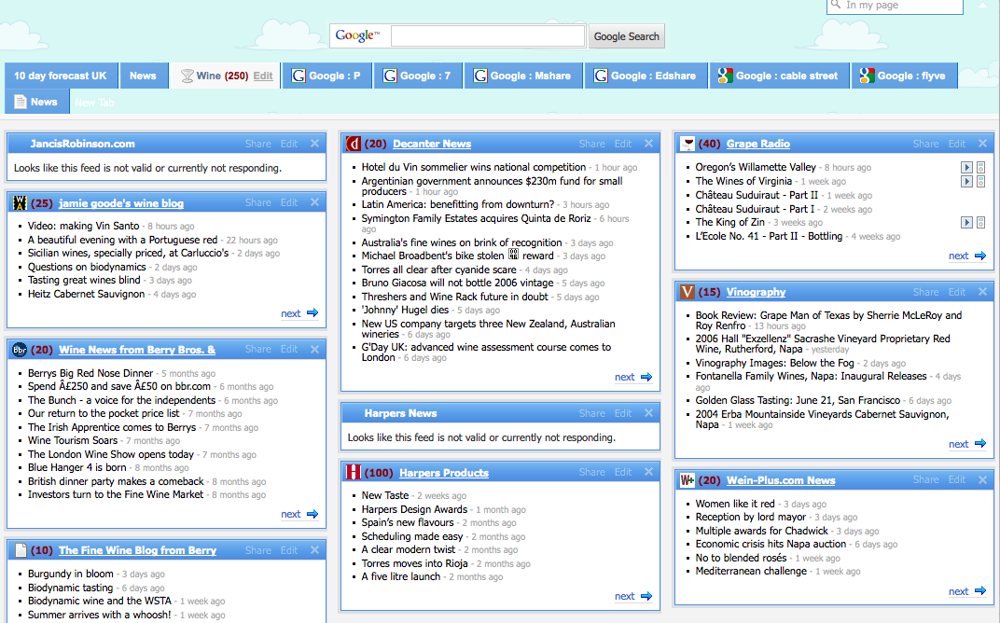 In my page
Google™
Google Search
10 day forecast UK
News
Wine (250) Edit
Google : P
Google : 7
Google : Mshare
Google : Edshare
Google : cable street
Google : flyve
News
New Tab
JancisRobinson.com Share Edit
Looks like this feed is not valid or currently not responding.
(25) jamie goode's wine blog Share Edit
Video: making Vin Santo - 8 hours ago
A beautiful evening with a Portuguese red - 22 hours ago
Sicilian wines, specially priced, at Carluccio's - 2 days ago
Questions on biodynamics - 2 days ago
Tasting great wines blind - 3 days ago
Heitz Cabernet Sauvignon - 4 days ago
next
Bbr (20) Wine News from Berry Bros. & Share Edit
Berrys Big Red Nose Dinner - 5 months ago
Spend Â£250 and save Â£50 on bbr.com - 6 months ago
The Bunch - a voice for the independents - 6 months ago
Our return to the pocket price list - 7 months ago
The Irish Apprentice comes to Berrys - 7 months ago
Wine Tourism Soars - 7 months ago
The London Wine Show opens today - 7 months ago
Blue Hanger 4 is born - 8 months ago
British dinner party makes a comeback - 8 months ago
Investors turn to the Fine Wine Market - 8 months ago
next
(10) The Fine Wine Blog from Berry Share Edit
Burgundy in bloom - 3 days ago
Biodynamic tasting - 6 days ago
Biodynamic wine and the WSTA - 1 week ago
Summer arrives with a whoosh! - 1 week ago
d (20) Decanter News Share Edit
Hotel du Vin sommelier wins national competition - 1 hour ago
Argentinian government announces $230m fund for small
producers - 1 hour ago
Latin America: benefitting from downturn? - 3 hours ago
Symington Family Estates acquires Quinta de Roriz - 6 hours
ago
Australia's fine wines on brink of recognition - 3 days ago
Michael Broadbent's bike stolen reward - 3 days ago
Torres all clear after cyanide scare - 4 days ago
Bruno Giacosa will not bottle 2006 vintage - 5 days ago
Threshers and Wine Rack future in doubt - 5 days ago
'Johnny' Hugel dies - 5 days ago
New US company targets three New Zealand, Australian
wineries - 6 days ago
G'Day UK: advanced wine assessment course comes to
London - 6 days ago
next
Harpers News Share Edit
Looks like this feed is not valid or currently not responding.
H (100) Harpers Products Share Edit
New Taste - 2 weeks ago
Harpers Design Awards - 1 month ago
Spain's new flavours - 2 months ago
Scheduling made easy - 2 months ago
A clear modern twist - 2 months ago
Torres moves into Rioja - 2 months ago
A five litre launch - 2 months ago
next
(40) Grape Radio Share Edit
Oregon's Willamette Valley - 8 hours ago
The Wines of Virginia - 1 week ago
Château Suduiraut - Part II - 1 week ago
Château Suduiraut - Part I - 2 weeks ago
The King of Zin - 3 weeks ago
L'Ecole No. 41 - Part II - Bottling - 4 weeks ago
next
V (15) Vinography Share Edit
Book Review: Grape Man of Texas by Sherrie McLeRoy and
Roy Renfro - 13 hours ago
2006 Hall "Exzellenz" Sacrashe Vineyard Proprietary Red
Wine, Rutherford, Napa - yesterday
Vinography Images: Below the Fog - 2 days ago
Fontanella Family Wines, Napa: Inaugural Releases - 4 days
ago
Golden Glass Tasting: June 21, San Francisco - 6 days ago
2004 Erba Mountainside Vineyards Cabernet Sauvignon,
Napa - 1 week ago
next
W+ (20) Wein-Plus.com News Share Edit
Women like it red - 3 days ago
Reception by lord mayor - 3 days ago
Multiple awards for Chadwick - 3 days ago
Economic crisis hits Napa auction - 6 days ago
No to blended rosés - 1 week ago
Mediterranean challenge - 1 week ago
next